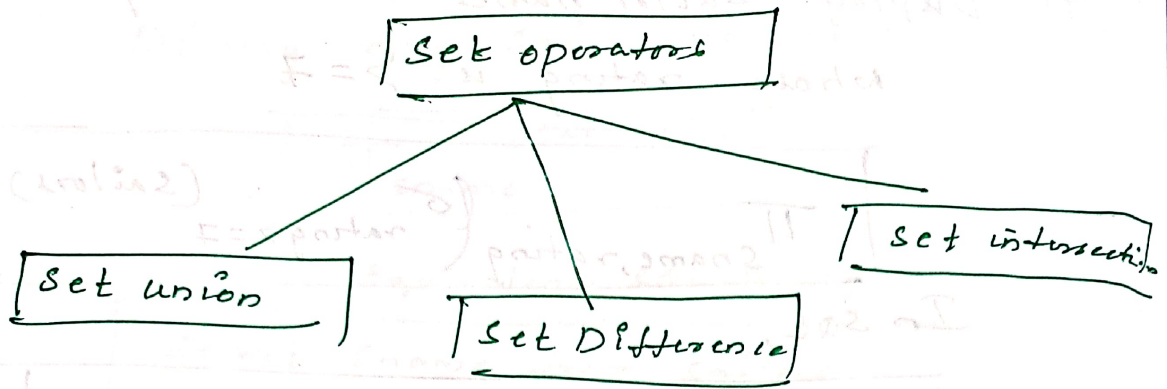 Set operators
Set union
Set Difference
Set intersection